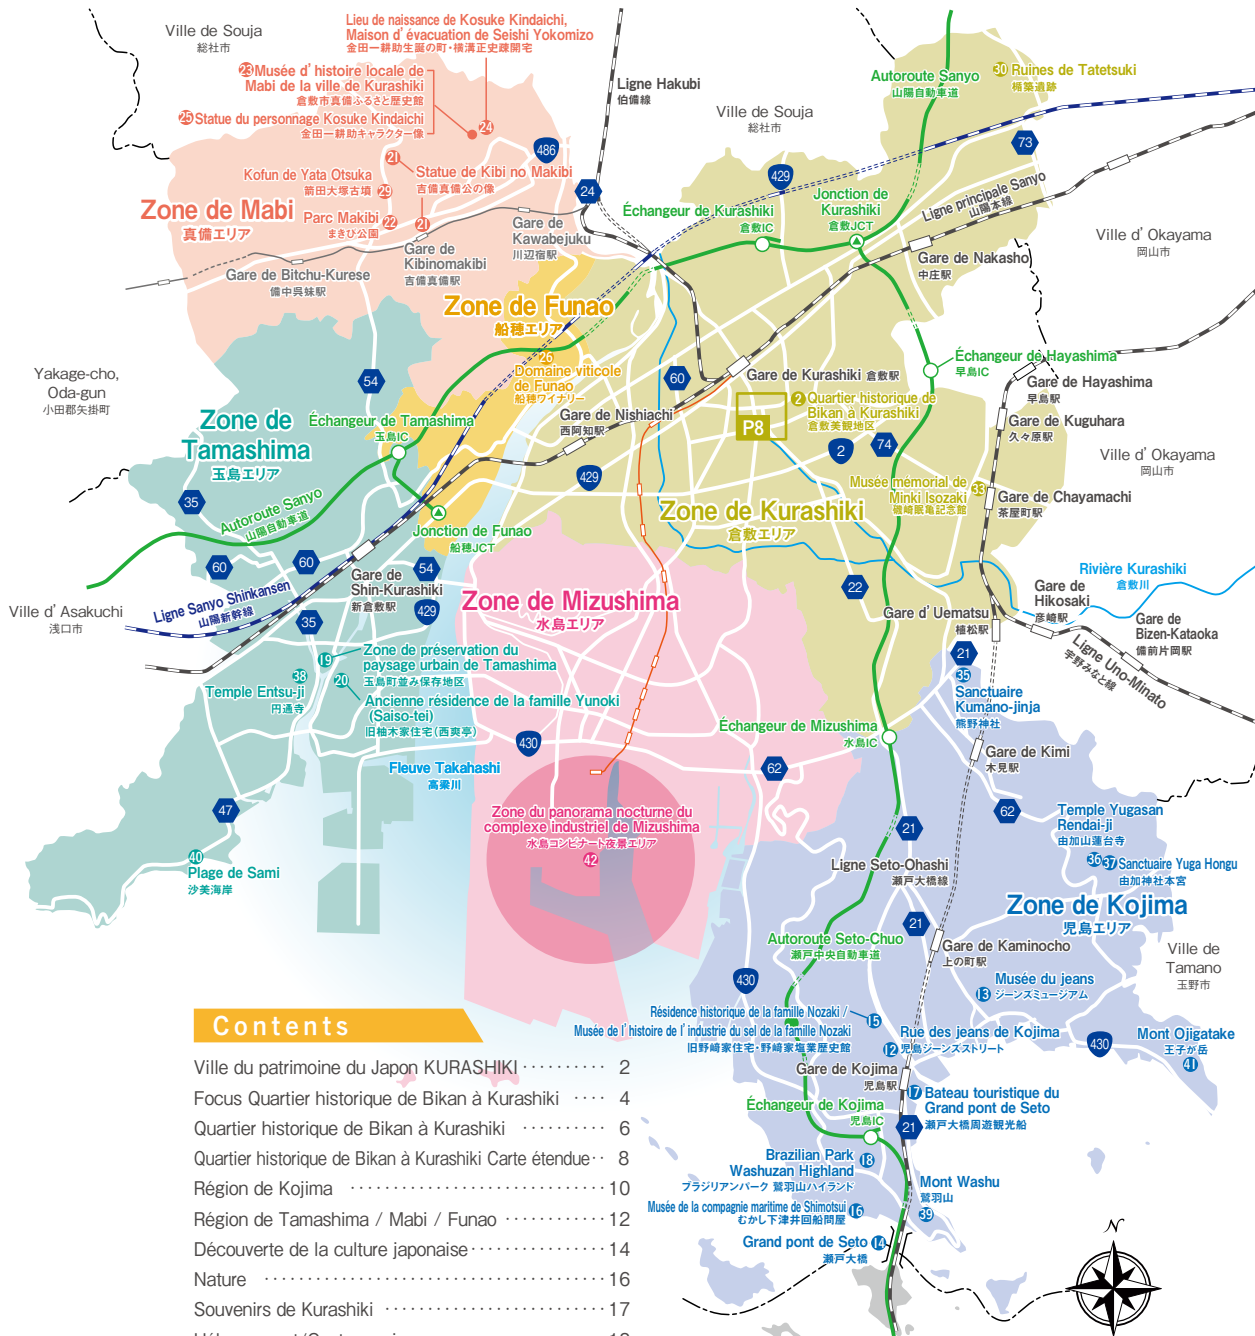 Ville de Souja
総社市
Lieu de naissance de Kosuke Kindaichi,
Maison d'évacuation de Seishi Yokomizo
金田一耕助生誕の町・横溝正史疎開宅
23 Musée d'histoire locale de
Mabi de la ville de Kurashiki
倉敷市真備ふるさと歴史館
25 Statue du personnage Kosuke Kindaichi
金田一耕助キャラクター像
24
Ligne Hakubi
伯備線
Ville de Souja
総社市
Autoroute Sanyo
山陽自動車道
30 Ruines de Tatetsuki
楯築遺跡
486
73
429
24
21
Statue de Kibi no Makibi
吉備真備公の像
Kofun de Yata Otsuka
箭田大塚古墳
29
Zone de Mabi
真備エリア
Parc Makibi
まきび公園
22
21
Gare de
Kawabejuku
川辺宿駅
Gare de
Kibinomakibi
吉備真備駅
Gare de Bitchu-Kurese
備中呉妹駅
Échangeur de Kurashiki
倉敷IC
Jonction de
Kurashiki
倉敷JCT
Ligne principale Sanyo
山陽本線
Gare de Nakasho
中庄駅
Ville d'Okayama
岡山市
Zone de Funao
船穂エリア
26
Domaine viticole
de Funao
船穂ワイナリー
Échangeur de Hayashima
早島IC
Gare de Hayashima
早島駅
Yakage-cho,
Oda-gun
小田郡矢掛町
54
60
Gare de Kurashiki 倉敷駅
2 Quartier historique de
Bikan à Kurashiki
倉敷美観地区
P8
Gare de Kuguhara
久々原駅
Zone de
Tamashima
玉島エリア
Échangeur de Tamashima
玉島IC
Gare de Nishiachi
西阿知駅
2
74
Ville d'Okayama
岡山市
429
Musée mémorial de
Minki Isozaki
磯崎眠亀記念館
33
Gare de Chayamachi
茶屋町駅
35
Autoroute Sanyo
山陽自動車道
Zone de Kurashiki
倉敷エリア
Jonction de Funao
船穂JCT
60
60
54
Gare de
Shin-Kurashiki
新倉敷駅
Ligne Sanyo Shinkansen
山陽新幹線
Ville d'Asakuchi
浅口市
429
35
Zone de Mizushima
水島エリア
22
Rivière Kurashiki
倉敷川
Gare d'Uematsu
植松駅
Gare de
Hikosaki
彦崎駅
Gare de
Bizen-Kataoka
備前片岡駅
Ligne Uno-Minato
宇野みなと線
21
35
Sanctuaire
Kumano-jinja
熊野神社
19
Zone de préservation du
paysage urbain de Tamashima
玉島町並み保存地区
38
Temple Entsu-ji
円通寺
20
Ancienne résidence de la famille Yunoki
(Saiso-tei)
旧柚木家住宅(西爽亭)
Échangeur de Mizushima
水島IC
430
Fleuve Takahashi
高梁川
62
Gare de Kimi
木見駅
47
Zone du panorama nocturne du
complexe industriel de Mizushima
水島コンビナート夜景エリア
42
62
Temple Yugasan
Rendai-ji
由加山蓮台寺
21
36
37 Sanctuaire Yuga Hongu
由加神社本宮
40
Plage de Sami
沙美海岸
Ligne Seto-Ohashi
瀬戸大橋線
Zone de Kojima
児島エリア
21
Autoroute Seto-Chuo
瀬戸中央自動車道
Gare de Kaminocho
上の町駅
Ville de
Tamano
玉野市
430
Musée du jeans
13 ジーンズミュージアム
Résidence historique de la famille Nozaki /
Musée de l'histoire de l'industrie du sel de la famille Nozaki
旧野﨑家住宅・野﨑家塩業歴史館
15
Rue des jeans de Kojima
12 児島ジーンズストリート
430
Mont Ojigatake
王子が岳
41
Gare de Kojima
児島駅
17 Bateau touristique du
Grand pont de Seto
瀬戸大橋周遊観光船
Échangeur de Kojima
児島IC
21
Brazilian Park
Washuzan Highland
ブラジリアンパーク 鷲羽山ハイランド
18
Mont Washu
鷲羽山
39
Musée de la compagnie maritime de Shimotsui
むかし下津井回船問屋
16
Grand pont de Seto 14
瀬戸大橋
N
Contents
Ville du patrimoine du Japon KURASHIKI ·········· 2
Focus Quartier historique de Bikan à Kurashiki ···· 4
Quartier historique de Bikan à Kurashiki ·········· 6
Quartier historique de Bikan à Kurashiki Carte étendue·· 8
Région de Kojima ······························· 10
Région de Tamashima / Mabi / Funao ············ 12
Découverte de la culture japonaise················ 14
Nature ········································ 16
Souvenirs de Kurashiki ·························· 17